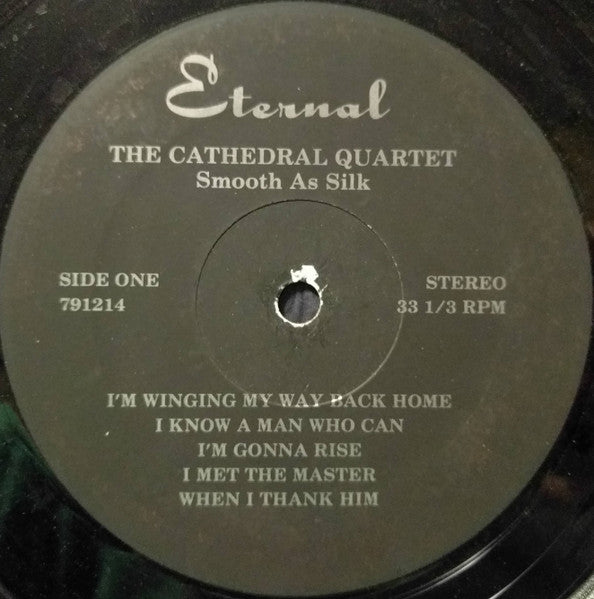 Eternal
THE CATHEDRAL QUARTET
Smooth As Silk
SIDE ONE
791214
STEREO
33 1/3 RPM
I'M WINGING MY WAY BACK HOME
I KNOW A MAN WHO CAN
I'M GONNA RISE
I MET THE MASTER
WHEN I THANK HIM